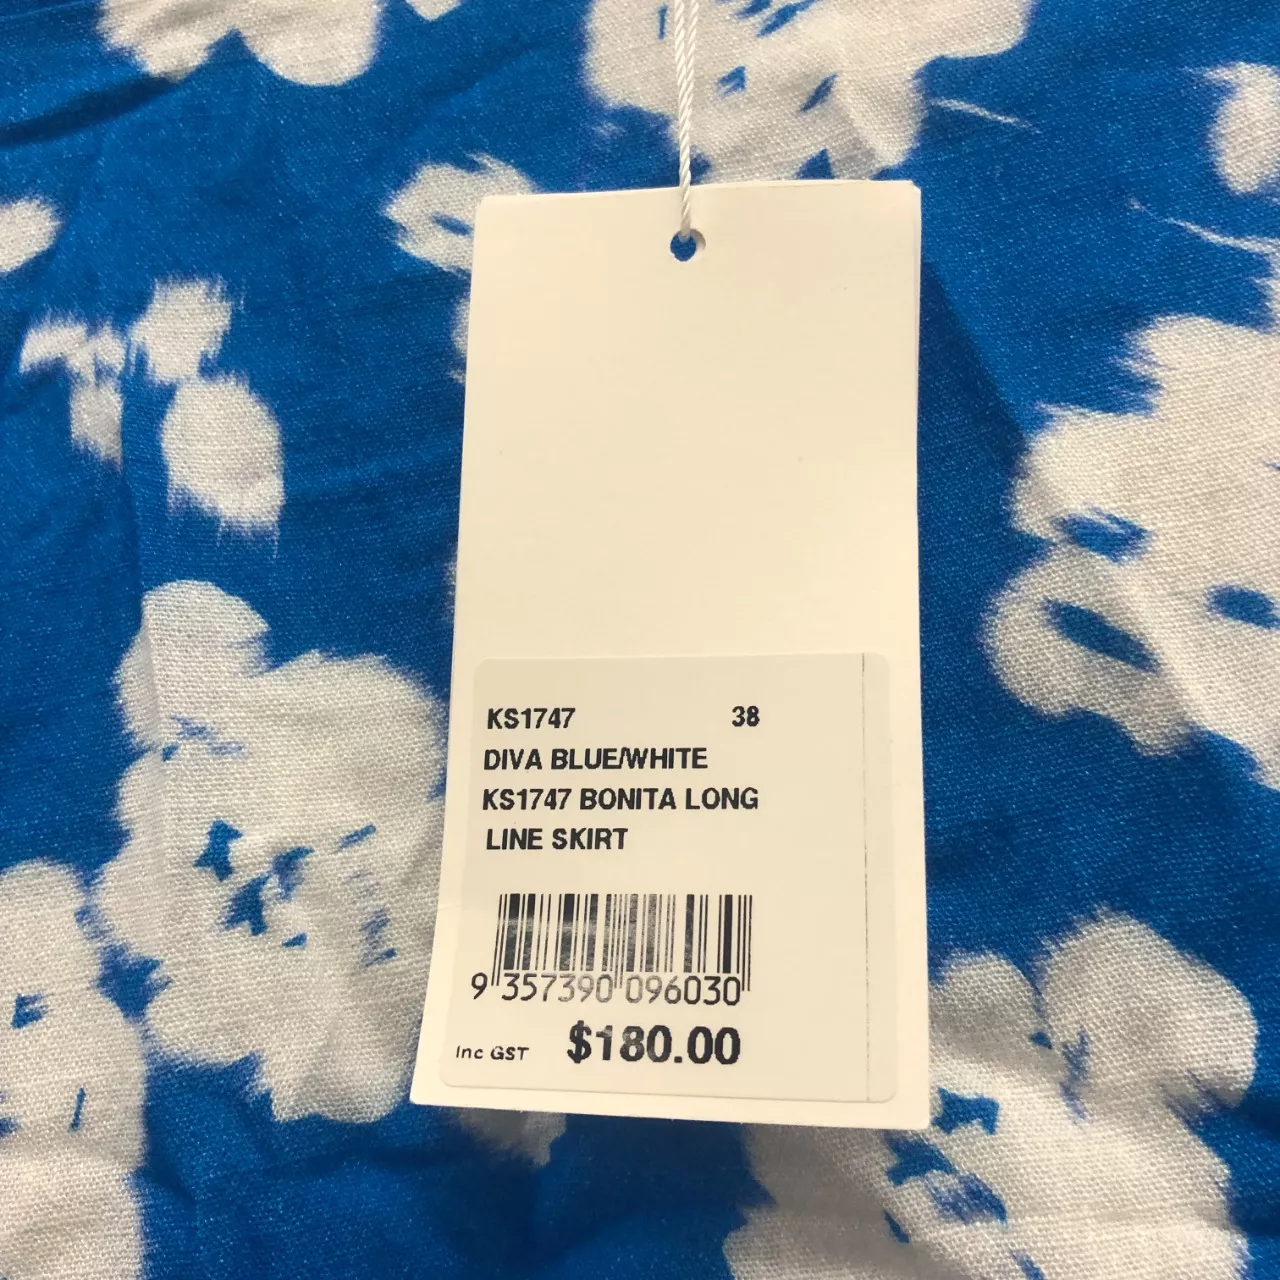 KS1747 38
DIVA BLUE/WHITE
KS1747 BONITA LONG
LINE SKIRT
9 357390 096030
Inc GST $180.00